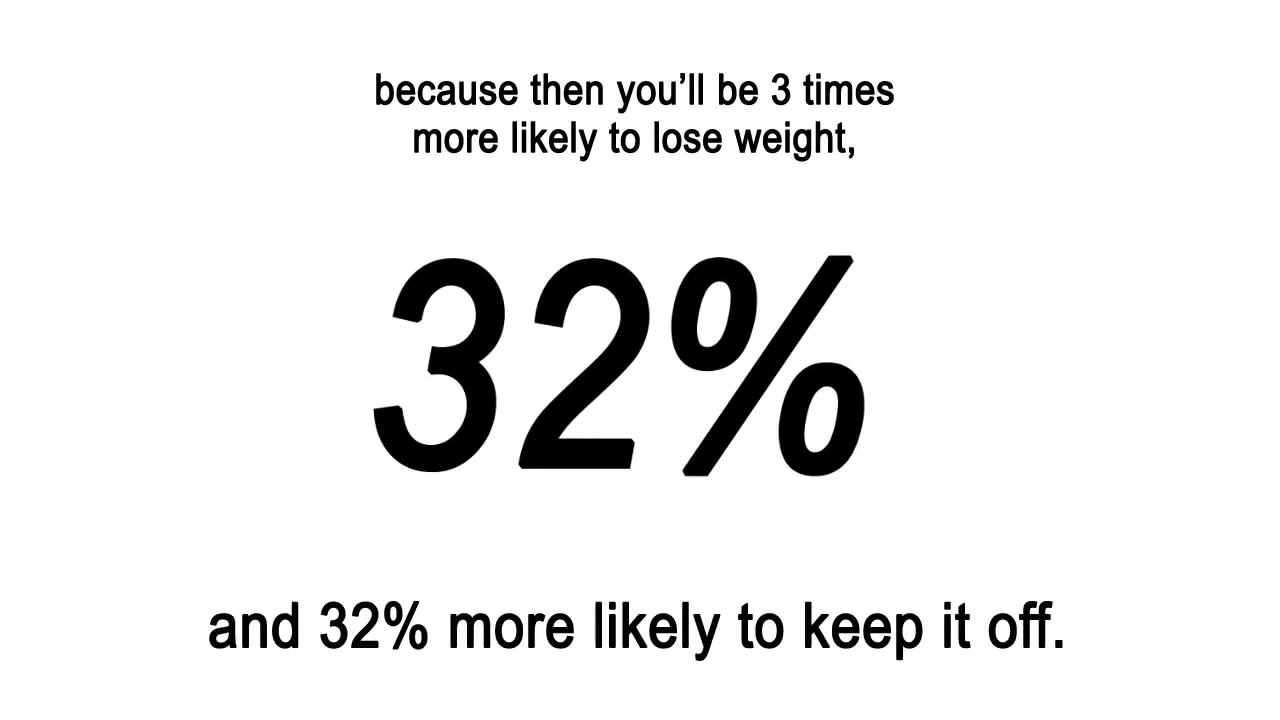 because then you’ll be 3 times
more likely to lose weight,
32%
and 32% more likely to keep it off.